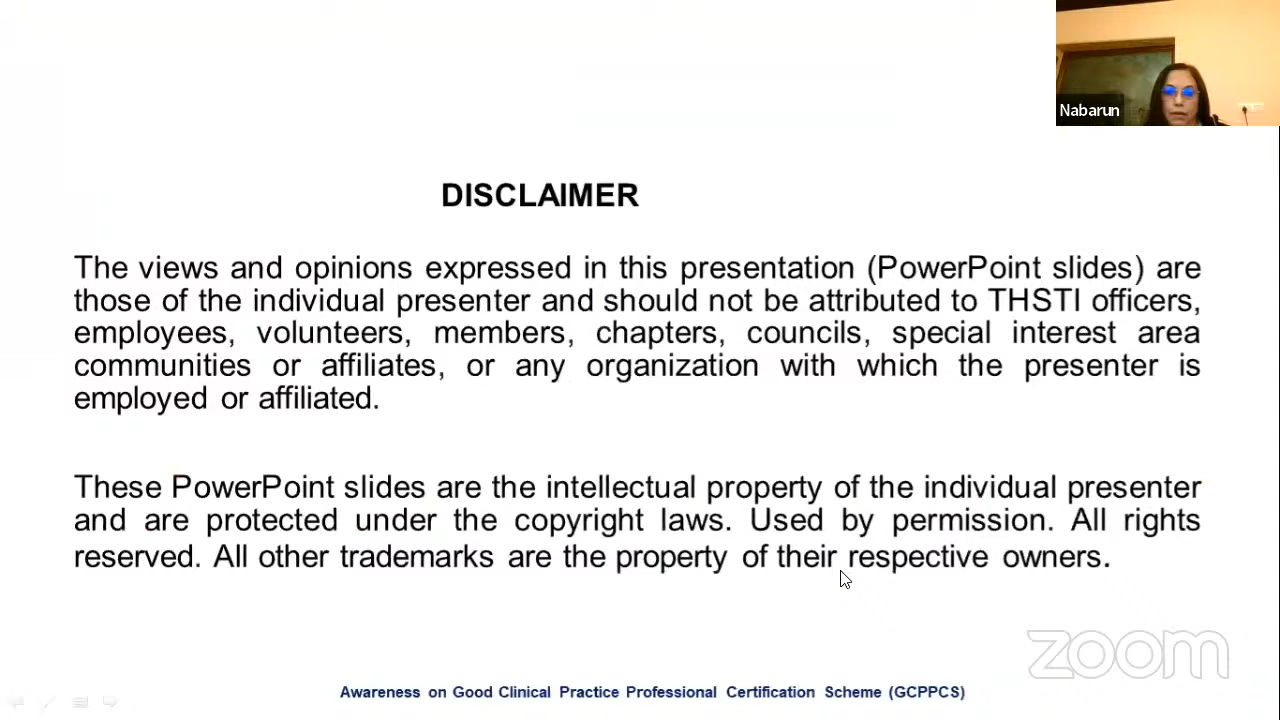 Nabarun
DISCLAIMER
The views and opinions expressed in this presentation (PowerPoint slides) are
those of the individual presenter and should not be attributed to THSTI officers,
employees, volunteers, members, chapters, councils, special interest area
communities or affiliates, or any organization with which the presenter is
employed or affiliated.
These PowerPoint slides are the intellectual property of the individual presenter
and are protected under the copyright laws. Used by permission. All rights
reserved. All other trademarks are the property of their respective owners.
zoom
Awareness on Good Clinical Practice Professional Certification Scheme (GCPPCS)